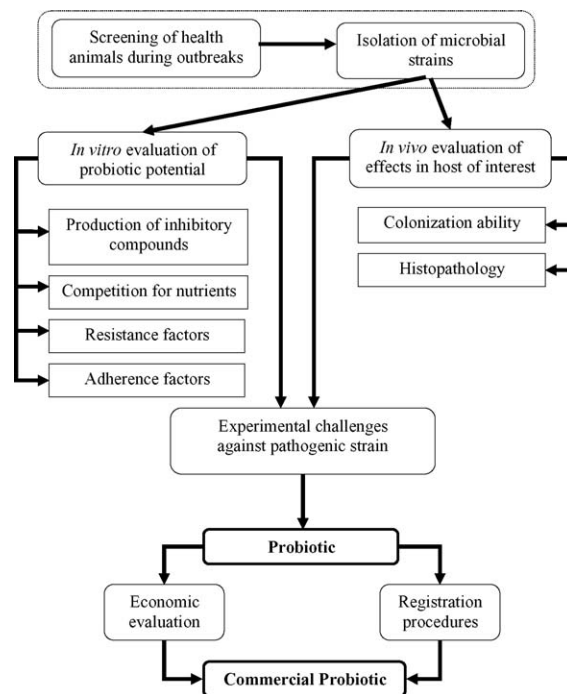 Screening of health
animals during outbreaks
Isolation of microbial
strains
In vitro evaluation of
probiotic potential
In vivo evaluation of
effects in host of interest
Production of inhibitory
compounds
Competition for nutrients
Resistance factors
Adherence factors
Colonization ability
Histopathology
Experimental challenges
against pathogenic strain
Probiotic
Economic
evaluation
Registration
procedures
Commercial Probiotic